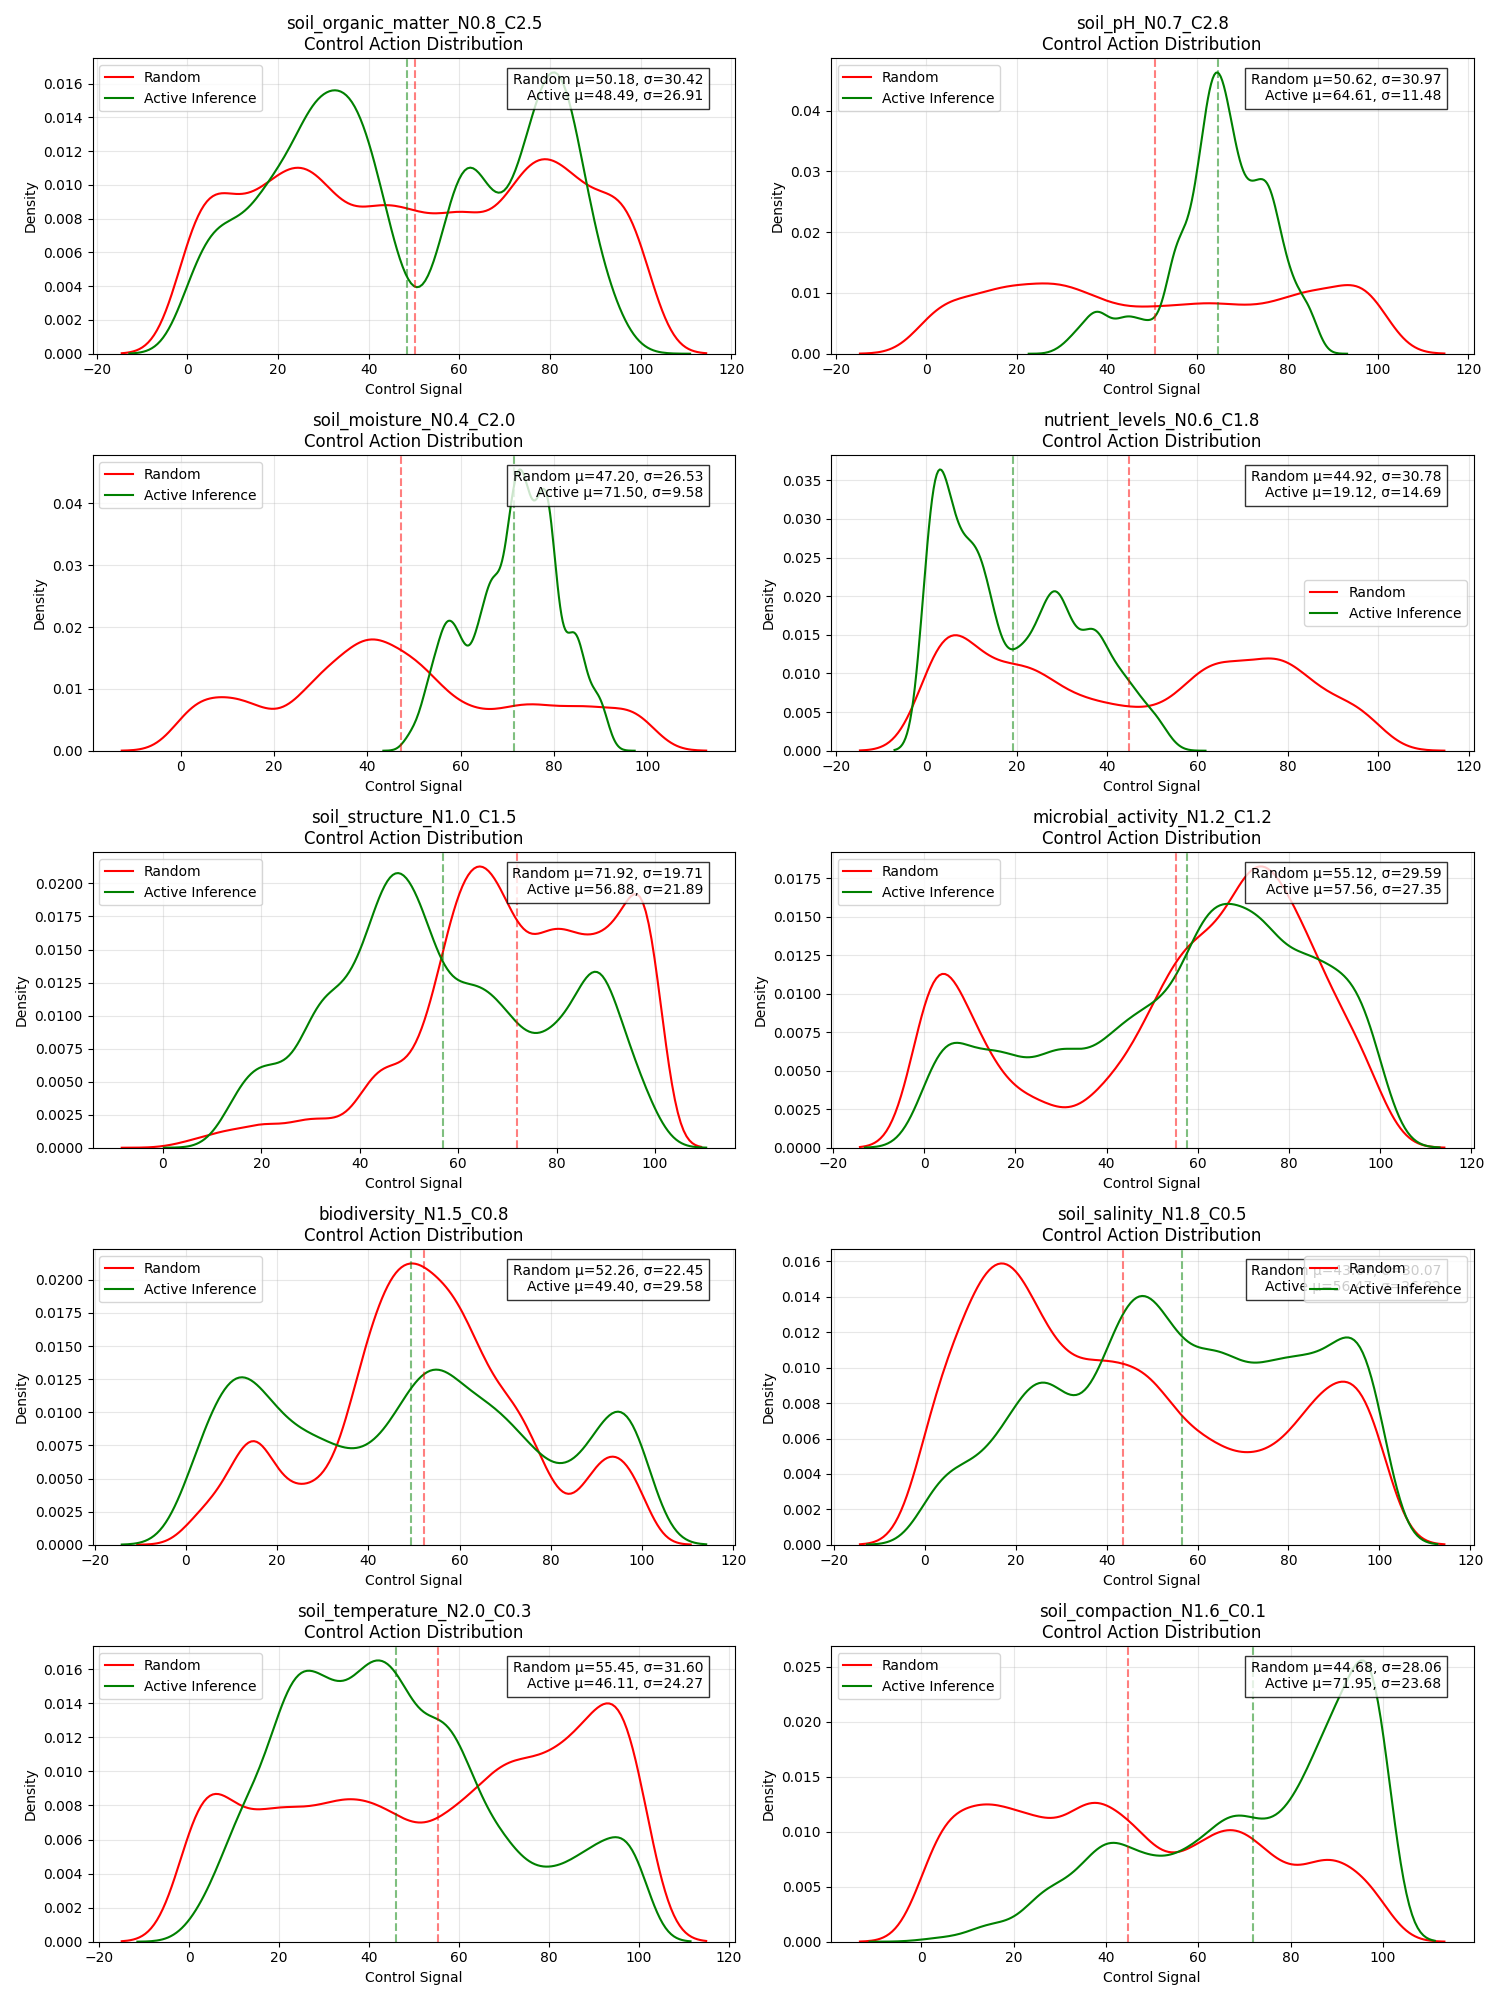 soil_organic_matter_N0.8_C2.5
Control Action Distribution
Random
Active Inference
Random μ=50.18, σ=30.42
Active μ=48.49, σ=26.91
Density
0.016
0.014
0.012
0.010
0.008
0.006
0.004
0.002
0.000
−20 0 20 40 60 80 100 120
Control Signal
soil_pH_N0.7_C2.8
Control Action Distribution
Random
Active Inference
Random μ=50.62, σ=30.97
Active μ=64.61, σ=11.48
Density
0.04
0.03
0.02
0.01
0.00
−20 0 20 40 60 80 100 120
Control Signal
soil_moisture_N0.4_C2.0
Control Action Distribution
Random
Active Inference
Random μ=47.20, σ=26.53
Active μ=71.50, σ=9.58
Density
0.04
0.03
0.02
0.01
0.00
0 20 40 60 80 100
Control Signal
nutrient_levels_N0.6_C1.8
Control Action Distribution
Random μ=44.92, σ=30.78
Active μ=19.12, σ=14.69
Random
Active Inference
Density
0.035
0.030
0.025
0.020
0.015
0.010
0.005
0.000
−20 0 20 40 60 80 100 120
Control Signal
soil_structure_N1.0_C1.5
Control Action Distribution
Random
Active Inference
Random μ=71.92, σ=19.71
Active μ=56.88, σ=21.89
Density
0.0200
0.0175
0.0150
0.0125
0.0100
0.0075
0.0050
0.0025
0.0000
0 20 40 60 80 100
Control Signal
microbial_activity_N1.2_C1.2
Control Action Distribution
Random
Active Inference
Random μ=55.12, σ=29.59
Active μ=57.56, σ=27.35
Density
0.0175
0.0150
0.0125
0.0100
0.0075
0.0050
0.0025
0.0000
−20 0 20 40 60 80 100 120
Control Signal
biodiversity_N1.5_C0.8
Control Action Distribution
Random
Active Inference
Random μ=52.26, σ=22.45
Active μ=49.40, σ=29.58
Density
0.0200
0.0175
0.0150
0.0125
0.0100
0.0075
0.0050
0.0025
0.0000
−20 0 20 40 60 80 100 120
Control Signal
soil_salinity_N1.8_C0.5
Control Action Distribution
Random
Active
Random
Active Inference
Density
0.016
0.014
0.012
0.010
0.008
0.006
0.004
0.002
0.000
−20 0 20 40 60 80 100 120
Control Signal
soil_temperature_N2.0_C0.3
Control Action Distribution
Random
Active Inference
Random μ=55.45, σ=31.60
Active μ=46.11, σ=24.27
Density
0.016
0.014
0.012
0.010
0.008
0.006
0.004
0.002
0.000
−20 0 20 40 60 80 100 120
Control Signal
soil_compaction_N1.6_C0.1
Control Action Distribution
Random
Active Inference
Random μ=44.68, σ=28.06
Active μ=71.95, σ=23.68
Density
0.025
0.020
0.015
0.010
0.005
0.000
0 20 40 60 80 100
Control Signal